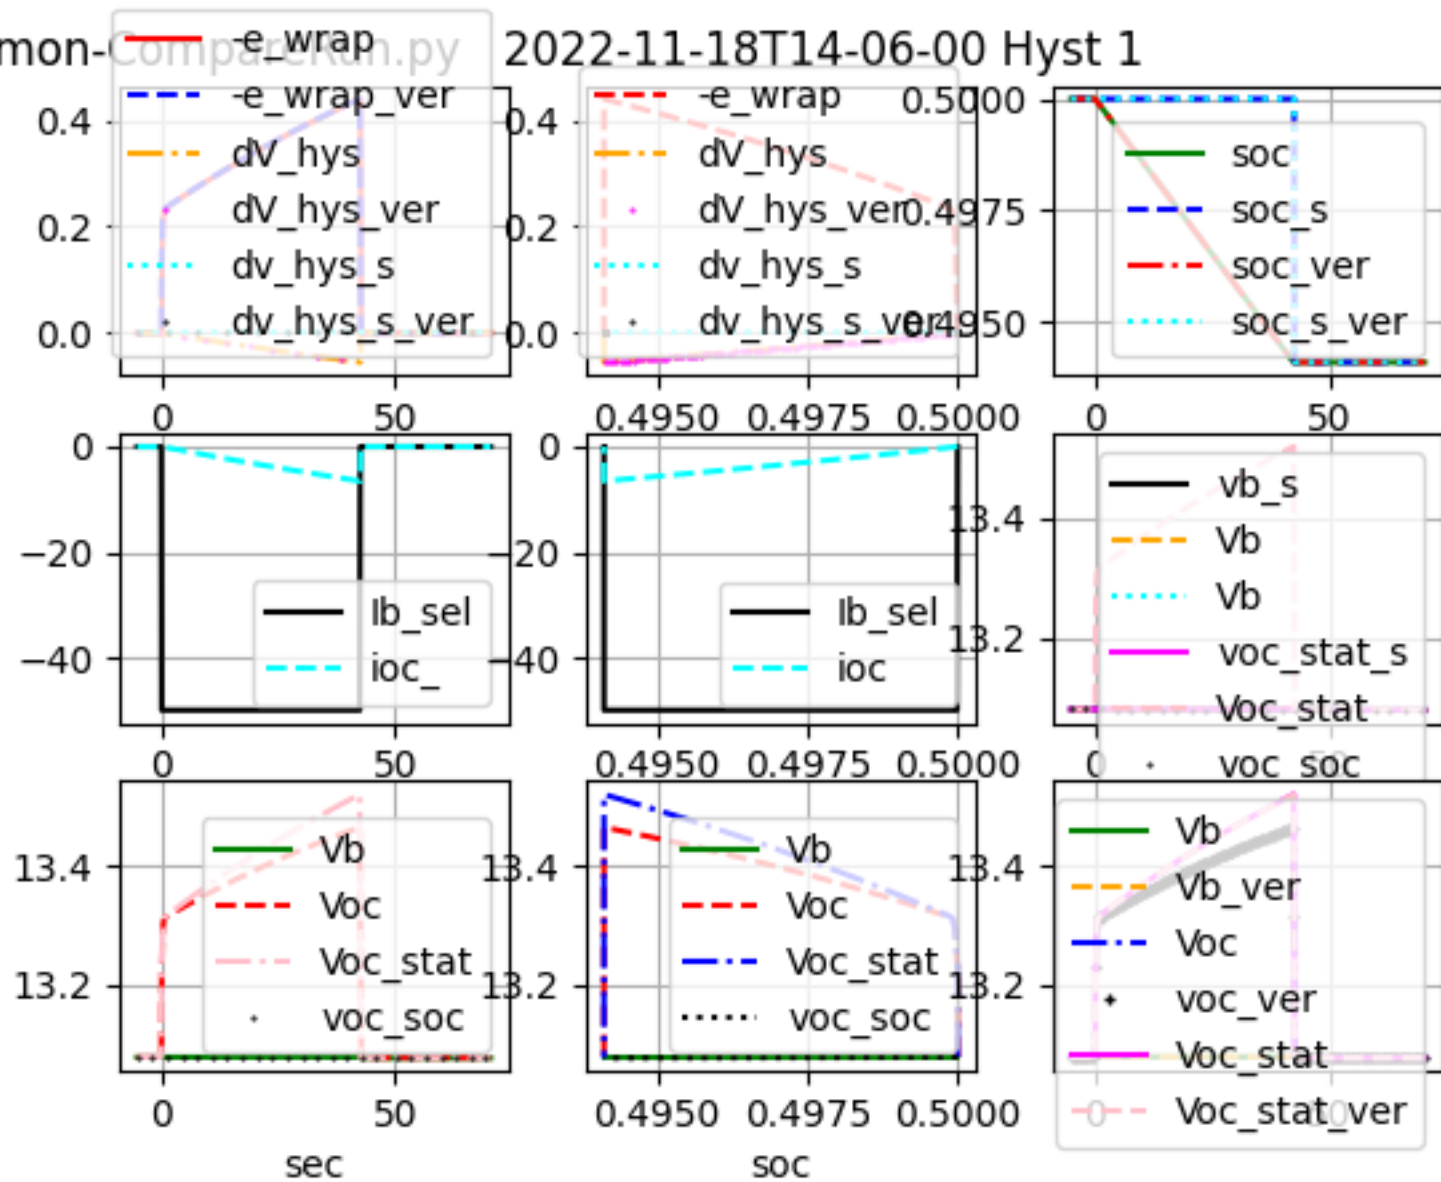 mon-CompareRun.py   2022-11-18T14-06-00 Hyst 1
-e_wrap
-e_wrap_ver
dV_hys
dV_hys_ver
dv_hys_s
dv_hys_s_ver
0.4
0.2
0.0
0
50
-e_wrap
dV_hys
dV_hys_ver
dv_hys_s
dv_hys_s_ver
0.4
0.2
0.0
0.4950
0.4975
0.5000
soc
soc_s
soc_ver
soc_s_ver
0.5000
0.4975
0.4950
0
50
0
−20
−40
Ib_sel
ioc_
0
50
0
−20
−40
Ib_sel
ioc
0.4950
0.4975
0.5000
13.4
13.2
vb_s
Vb
Vb
voc_stat_s
Voc_stat
voc_soc
0
50
13.4
13.2
Vb
Voc
Voc_stat
voc_soc
0
50
sec
13.4
13.2
Vb
Voc
Voc_stat
voc_soc
0.4950
0.4975
0.5000
soc
13.4
13.2
Vb
Vb_ver
Voc
voc_ver
Voc_stat
Voc_stat_ver
0
50